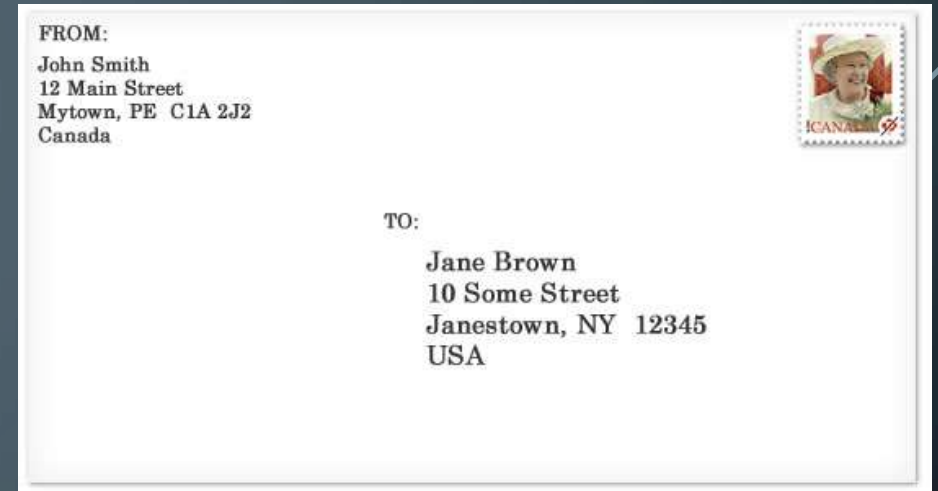 FROM:
John Smith
12 Main Street
Mytown, PE C1A 2J2
Canada
CANADA
TO:
Jane Brown
10 Some Street
Janestown, NY 12345
USA